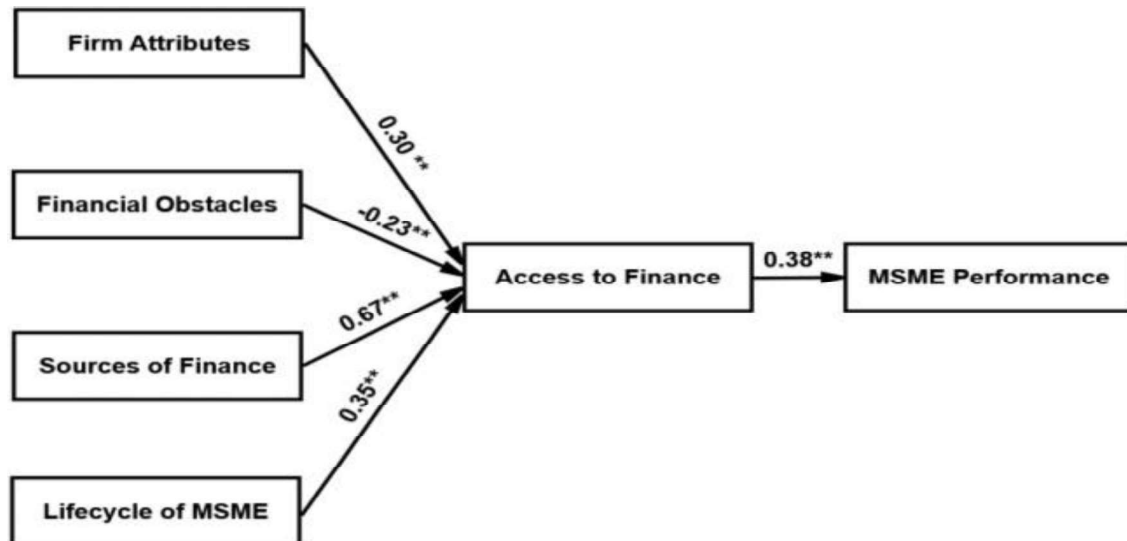 Firm Attributes
0.30 **
Financial Obstacles
-0.23**
Access to Finance
0.38**
MSME Performance
Sources of Finance
0.67**
Lifecycle of MSME
0.35**